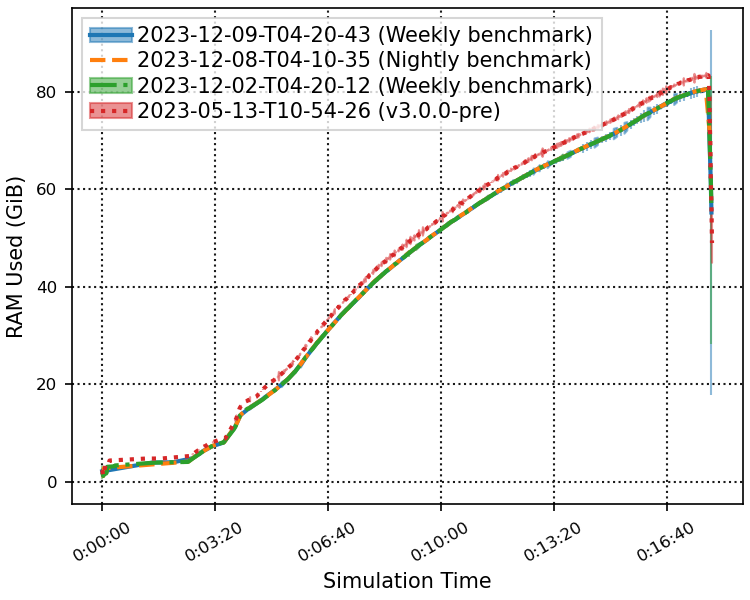 2023-12-09-T04-20-43 (Weekly benchmark)
2023-12-08-T04-10-35 (Nightly benchmark)
2023-12-02-T04-20-12 (Weekly benchmark)
2023-05-13-T10-54-26 (v3.0.0-pre)
80
60
40
20
0
RAM Used (GiB)
0:00:00
0:03:20
0:06:40
0:10:00
0:13:20
0:16:40
Simulation Time